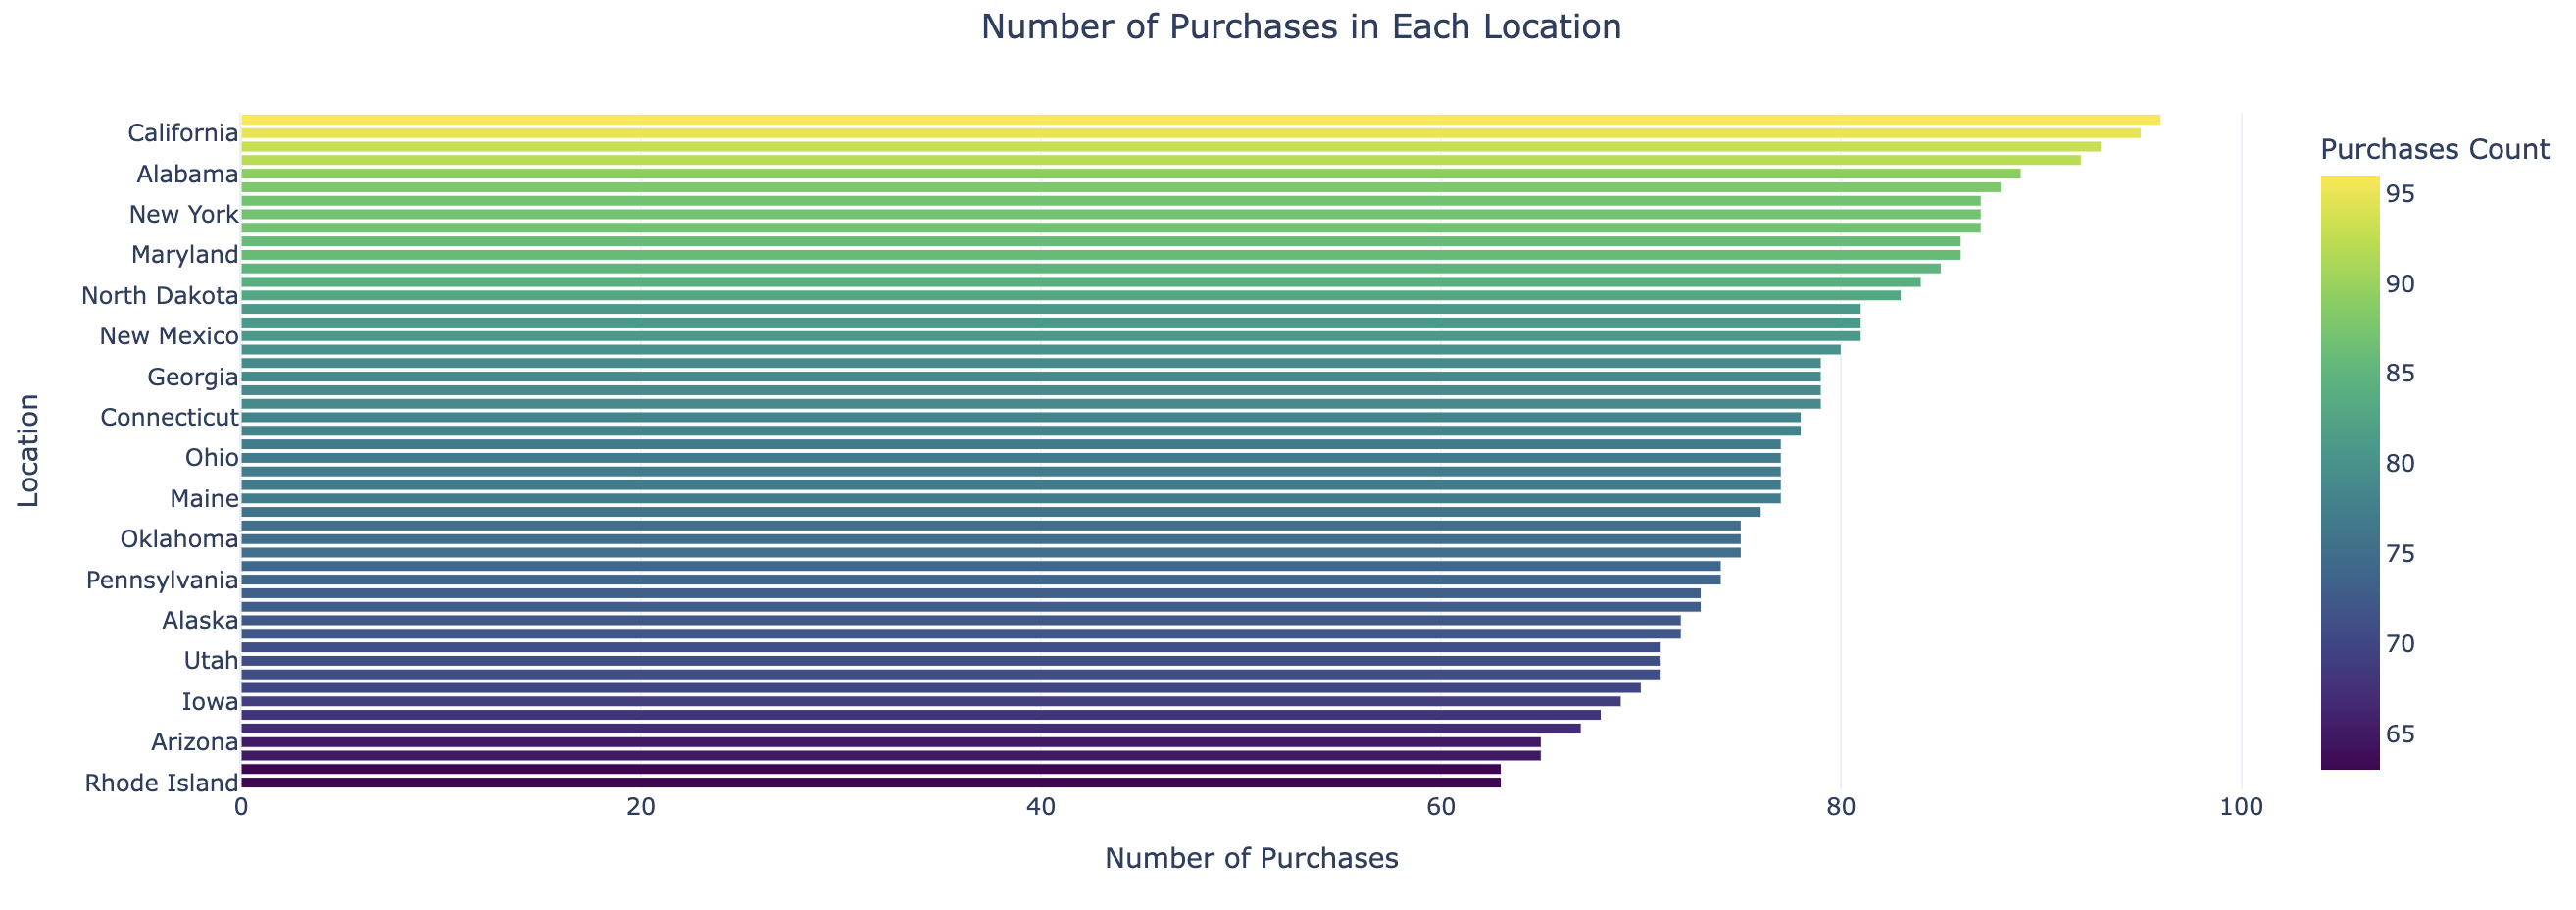 Number of Purchases in Each Location
California
Alabama
New York
Maryland
North Dakota
New Mexico
Georgia
Connecticut
Ohio
Maine
Oklahoma
Pennsylvania
Alaska
Utah
Iowa
Arizona
Rhode Island
Location
0 20 40 60 80 100
Number of Purchases
Purchases Count
95
90
85
80
75
70
65